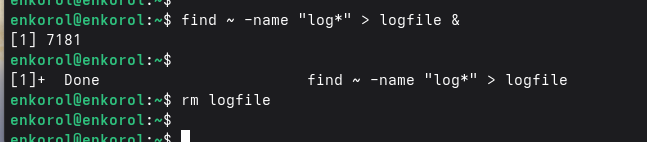 enkorol@enkorol:~$
enkorol@enkorol:~$ find ~ -name "log*" > logfile &
[1] 7181
enkorol@enkorol:~$
[1]+  Done                    find ~ -name "log*" > logfile
enkorol@enkorol:~$ rm logfile
enkorol@enkorol:~$
enkorol@enkorol:~$